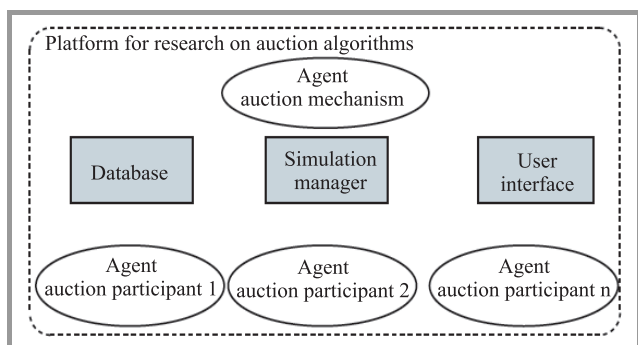 Platform for research on auction algorithms
Agent
auction mechanism
Database
Simulation
manager
User
interface
Agent
auction participant 1
Agent
auction participant 2
Agent
auction participant n